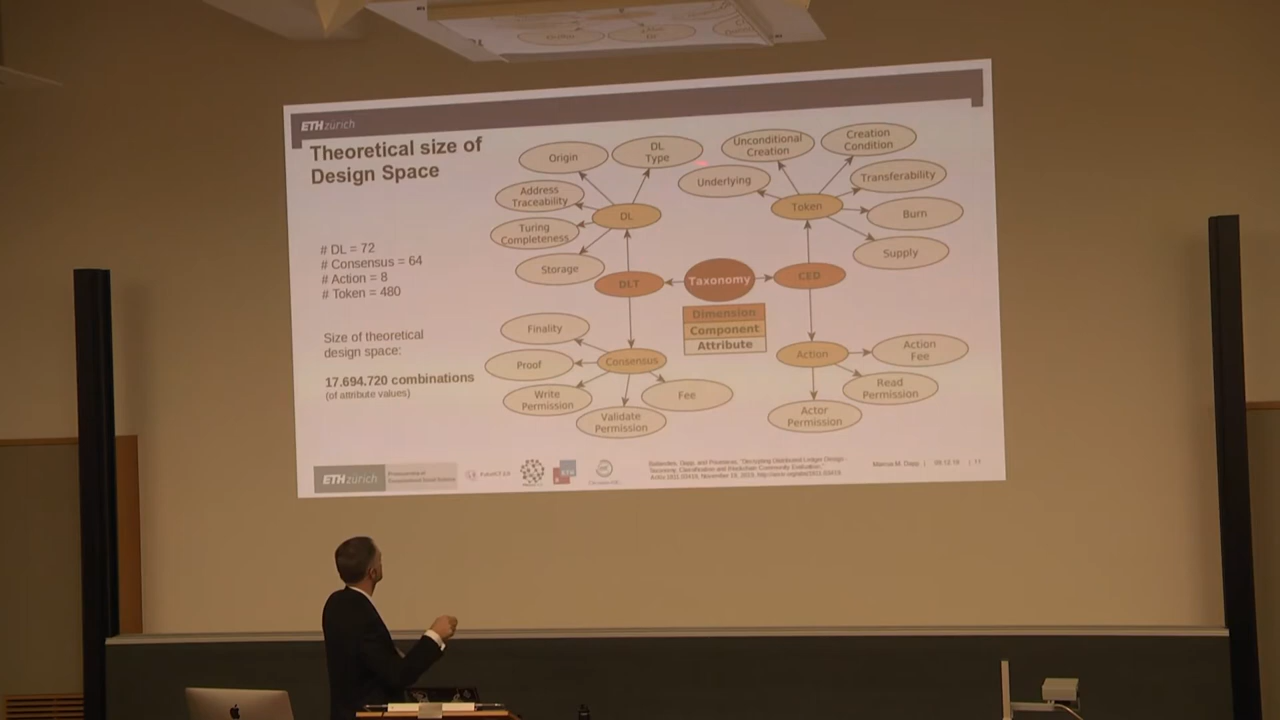 ETH zürich
Theoretical size of
Design Space
# DL = 72
# Consensus = 64
# Action = 8
# Token = 480
Size of theoretical
design space:
17.694.720 combinations
(of attribute values)
Origin
DL
Type
Address
Traceability
DL
Turing
Completeness
Storage
DLT
Taxonomy
CED
Dimension
Component
Attribute
Unconditional
Creation
Creation
Condition
Underlying
Transferability
Token
Burn
Supply
Finality
Proof
Consensus
Write
Permission
Validate
Permission
Fee
Action
Action
Fee
Read
Permission
Actor
Permission
ETH zürich
Marcus M. Dapp